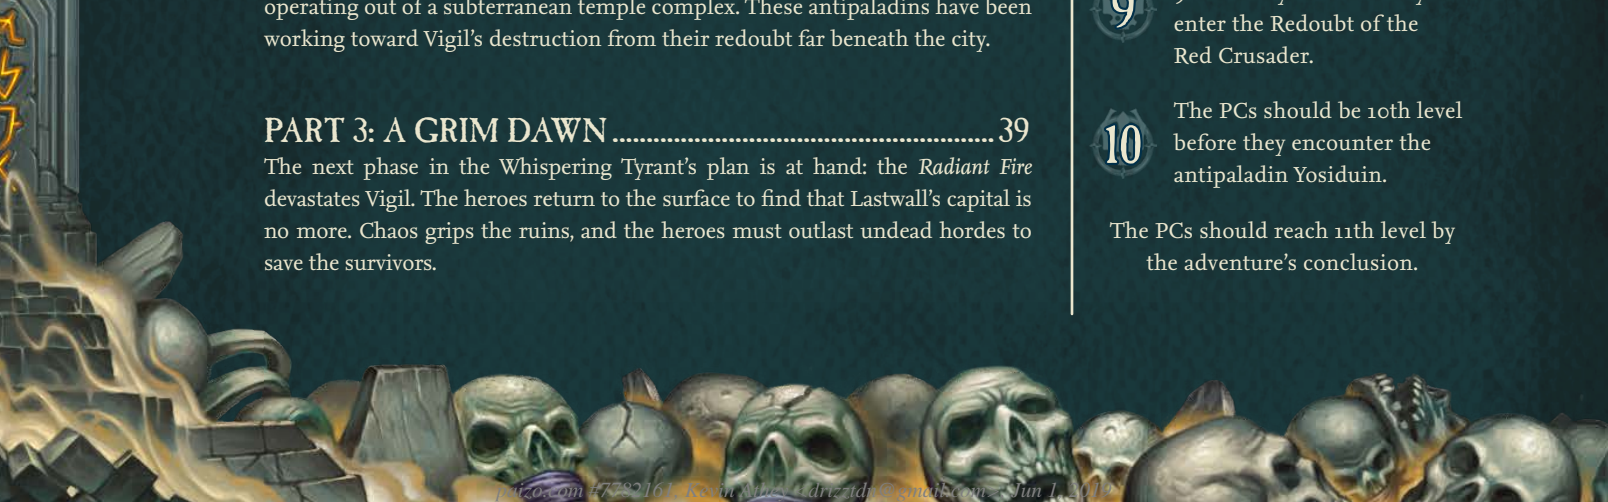 operating out of a subterranean temple complex. These antipaladins have been
working toward Vigil’s destruction from their redoubt far beneath the city.
PART 3: A GRIM DAWN ........................................................ 39
The next phase in the Whispering Tyrant’s plan is at hand: the Radiant Fire
devastates Vigil. The heroes return to the surface to find that Lastwall’s capital is
no more. Chaos grips the ruins, and the heroes must outlast undead hordes to
save the survivors.
9
enter the Redoubt of the
Red Crusader.
10
The PCs should be 10th level
before they encounter the
antipaladin Yosiduin.
The PCs should reach 11th level by
the adventure’s conclusion.
paizo.com Jun 1,